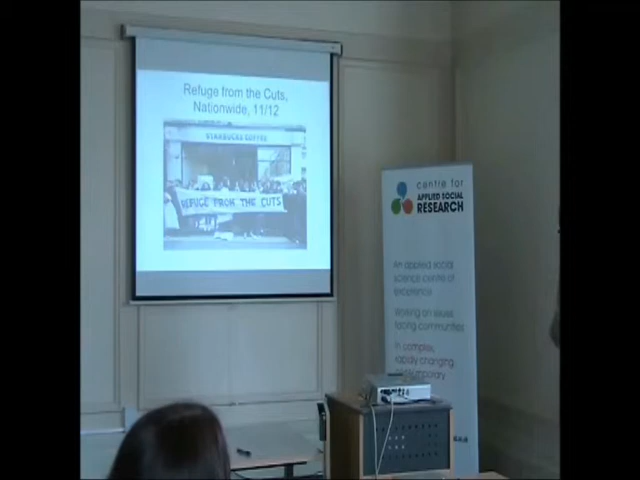 Refuge from the Cuts,
Nationwide, 11/12
STARBUCKS COFFEE
REFUGE FROM THE CUTS
centre for
APPLIED SOCIAL
RESEARCH
An applied social
science centre of
excellence
Working on issues
facing communities
In complex,
rapidly changing